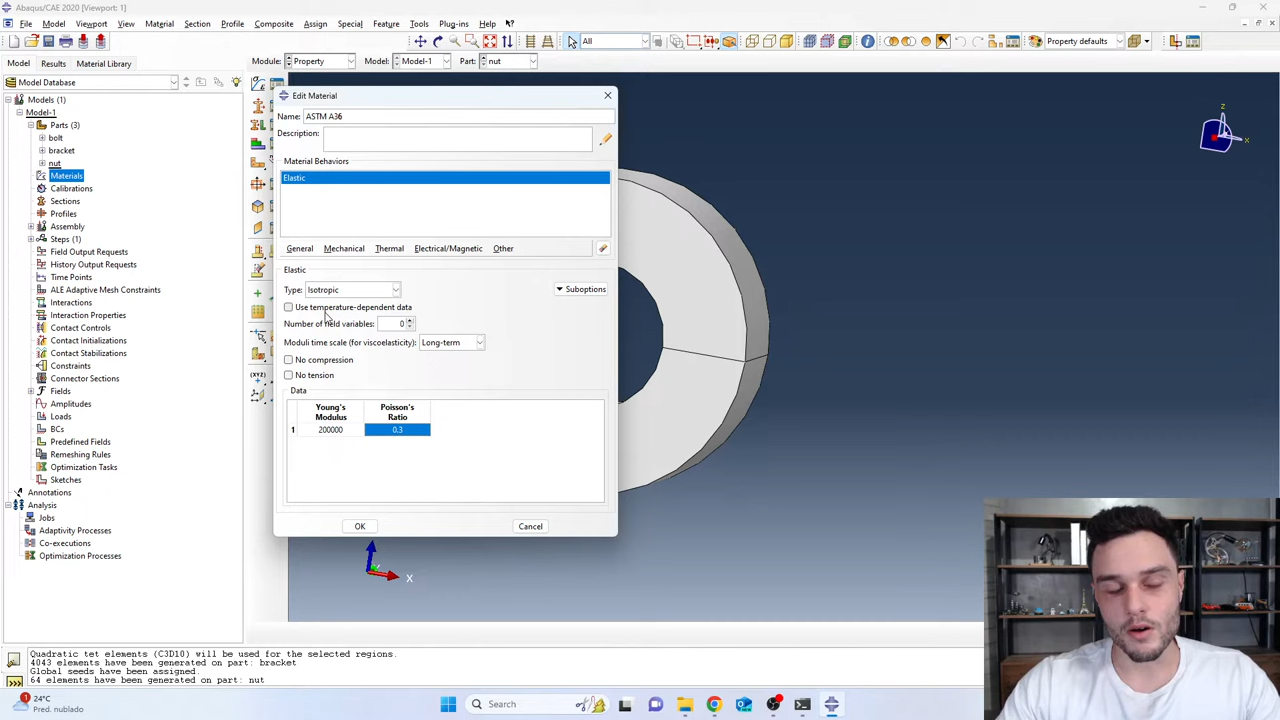 Abaqus/CAE 2020 [Viewport: 1]
File Model Viewport View Material Section Profile Composite Assign Special Feature Tools Plug-ins Help
All
Property defaults
Model Results Material Library
Module: Property Model: Model-1 Part: nut
Model Database
Models (1)
Model-1
Parts (3)
bolt
bracket
nut
Materials
Calibrations
Sections
Profiles
Assembly
Steps (1)
Field Output Requests
History Output Requests
Time Points
ALE Adaptive Mesh Constraints
Interactions
Interaction Properties
Contact Controls
Contact Initializations
Contact Stabilizations
Constraints
Connector Sections
Fields
Amplitudes
Loads
BCs
Predefined Fields
Remeshing Rules
Optimization Tasks
Sketches
Annotations
Analysis
Jobs
Adaptivity Processes
Co-executions
Optimization Processes
(XYZ)
Edit Material
Name: ASTM A36
Description:
Material Behaviors
Elastic
General Mechanical Thermal Electrical/Magnetic Other
Elastic
Type: Isotropic
Suboptions
Use temperature-dependent data
Number of field variables: 0
Moduli time scale (for viscoelasticity): Long-term
No compression
No tension
Data
Young's Modulus
Poisson's Ratio
1 200000 0.3
OK Cancel
Z
X
Y
X
Quadratic tet elements (C3D10) will be used for the selected regions.
4043 elements have been generated on part: bracket
Global seeds have been assigned.
64 elements have been generated on part: nut
24°C
Pred. nublado
Search